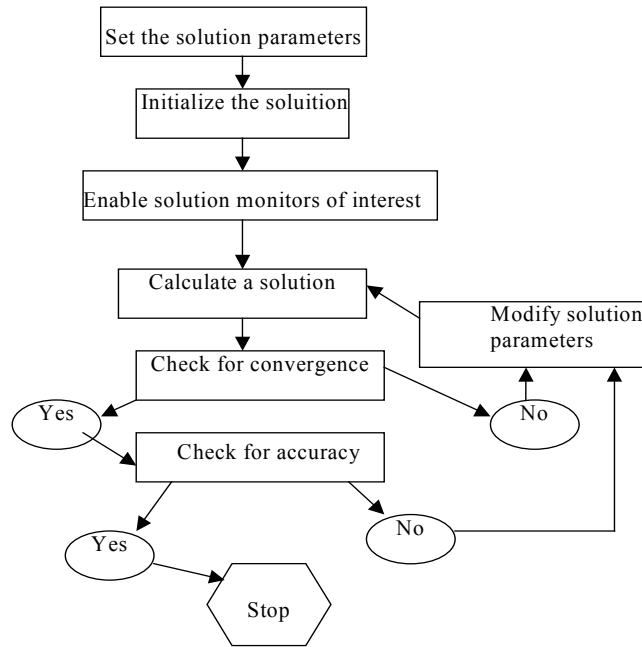 Set the solution parameters
Initialize the soluition
Enable solution monitors of interest
Calculate a solution
Modify solution
parameters
Check for convergence
Yes
No
Check for accuracy
Yes
No
Stop